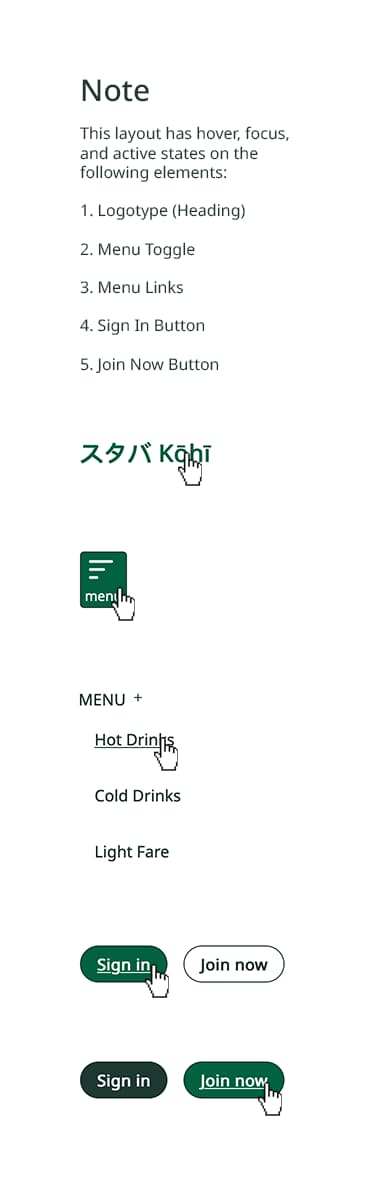 Note
This layout has hover, focus,
and active states on the
following elements:
1. Logotype (Heading)
2. Menu Toggle
3. Menu Links
4. Sign In Button
5. Join Now Button
スタバ Kōhī
menu
MENU +
Hot Drinks
Cold Drinks
Light Fare
Sign in Join now
Sign in Join now